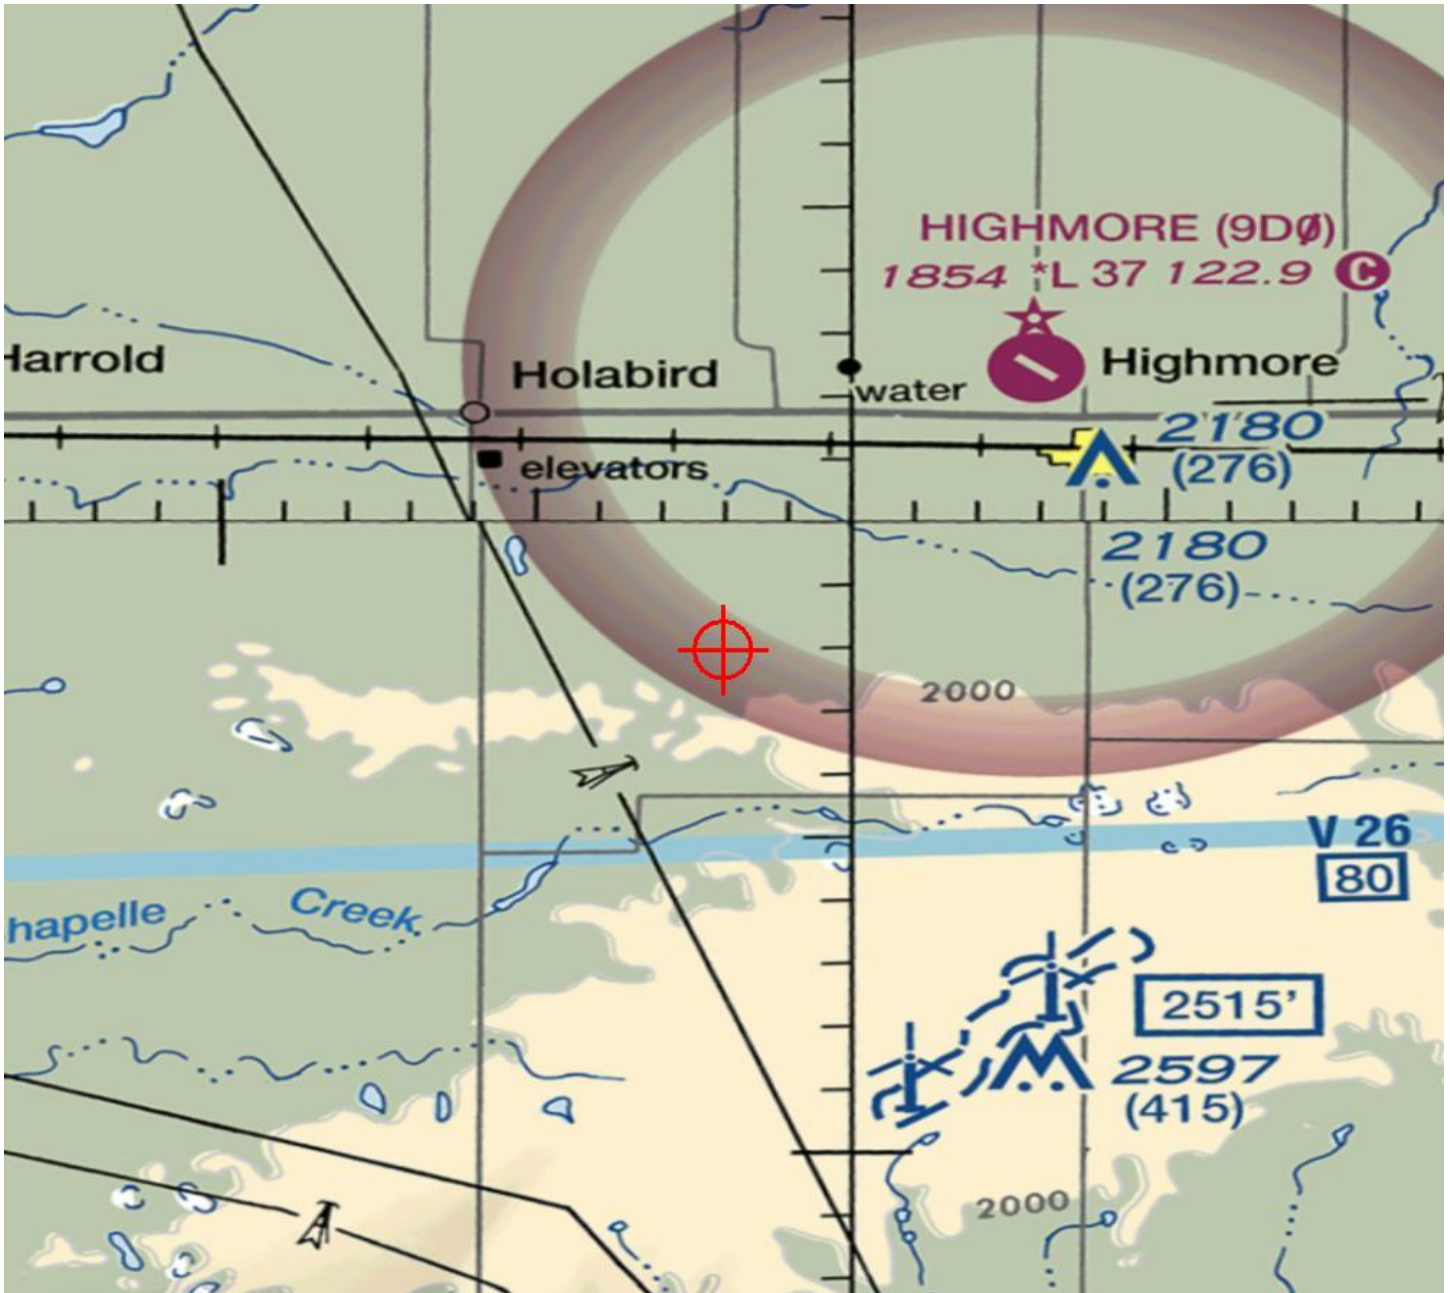 HIGHMORE (9DØ)
1854 *L 37 122.9 C
Harrold
Holabird
Highmore
water
2180
(276)
elevators
2180
(276)
2000
V 26
80
hapelle Creek
2515'
2597
(415)
2000